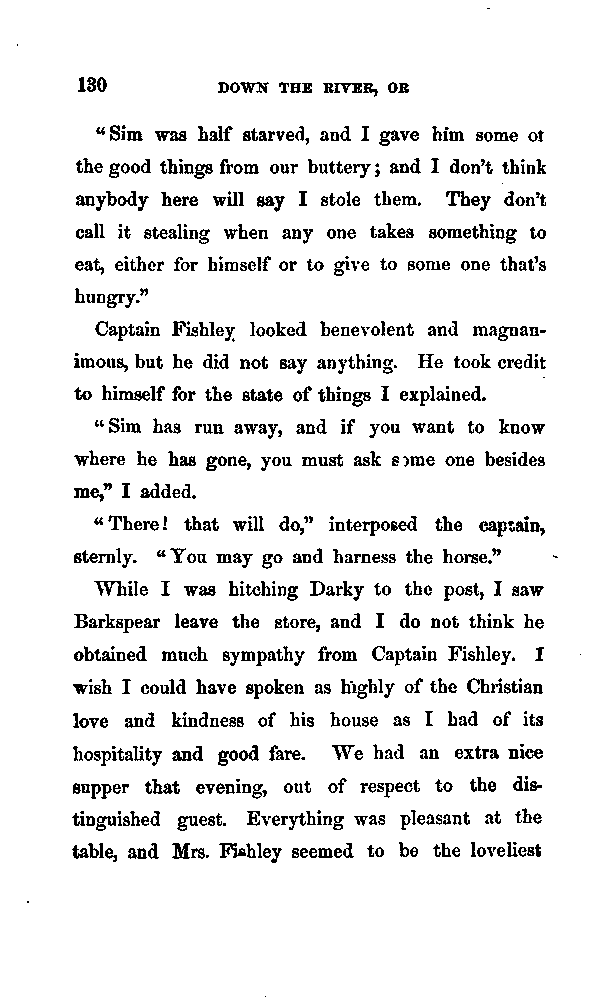 130 DOWN THE RIVER, OR
“Sim was half starved, and I gave him some of
the good things from our buttery; and I don’t think
anybody here will say I stole them. They don’t
call it stealing when any one takes something to
eat, either for himself or to give to some one that’s
hungry.”
Captain Fishley looked benevolent and magnan-
imous, but he did not say anything. He took credit
to himself for the state of things I explained.
“Sim has run away, and if you want to know
where he has gone, you must ask some one besides
me,” I added.
“There! that will do,” interposed the captain,
sternly. “You may go and harness the horse.”
While I was hitching Darky to the post, I saw
Barkspear leave the store, and I do not think he
obtained much sympathy from Captain Fishley. I
wish I could have spoken as highly of the Christian
love and kindness of his house as I had of its
hospitality and good fare. We had an extra nice
supper that evening, out of respect to the dis-
tinguished guest. Everything was pleasant at the
table, and Mrs. Fishley seemed to be the loveliest